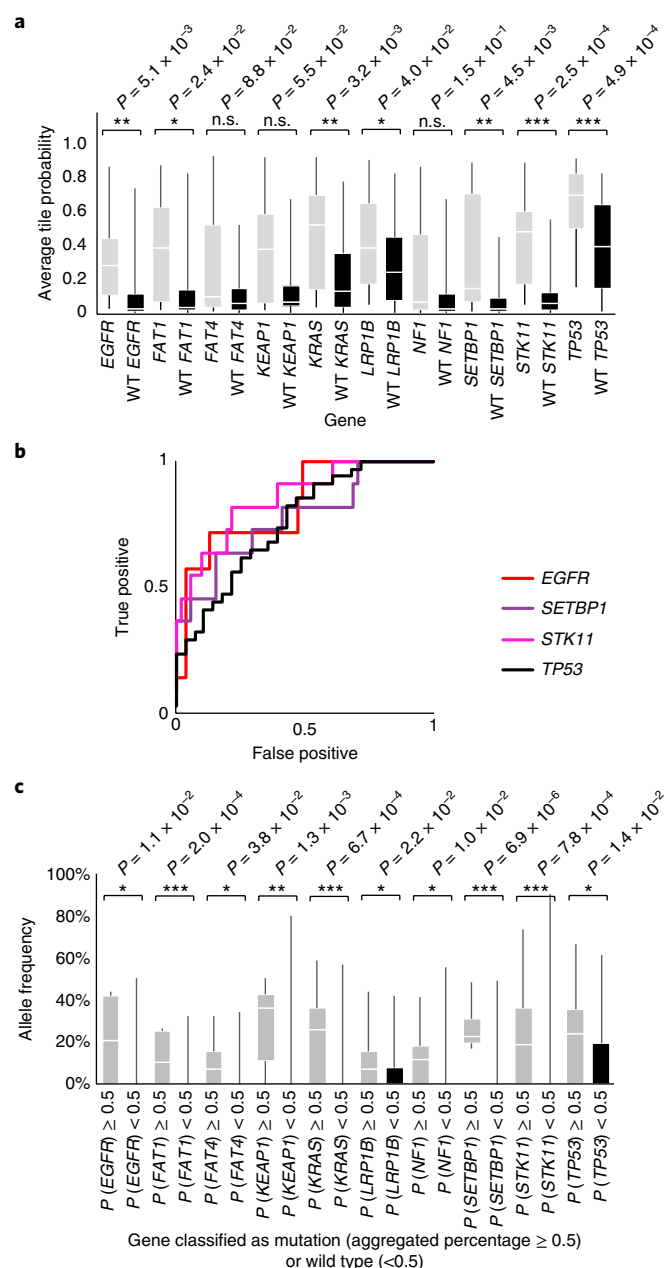 a
P = 5.1 × 10⁻³
P = 2.4 × 10⁻²
P = 8.8 × 10⁻²
P = 5.5 × 10⁻²
P = 3.2 × 10⁻³
P = 4.0 × 10⁻²
P = 1.5 × 10⁻¹
P = 4.5 × 10⁻³
P = 2.5 × 10⁻⁴
P = 4.9 × 10⁻⁴
** * n.s. n.s. ** * n.s. ** *** ***
Average tile probability
1.0
0.8
0.6
0.4
0.2
0
EGFR
WT EGFR
FAT1
WT FAT1
FAT4
WT FAT4
KEAP1
WT KEAP1
KRAS
WT KRAS
LRP1B
WT LRP1B
NF1
WT NF1
SETBP1
WT SETBP1
STK11
WT STK11
TP53
WT TP53
Gene
b
True positive
1
0.5
0
0
0.5
1
False positive
EGFR
SETBP1
STK11
TP53
c
P = 1.1 × 10⁻²
P = 2.0 × 10⁻⁴
P = 3.8 × 10⁻²
P = 1.3 × 10⁻³
P = 6.7 × 10⁻⁴
P = 2.2 × 10⁻²
P = 1.0 × 10⁻²
P = 6.9 × 10⁻⁶
P = 7.8 × 10⁻⁴
P = 1.4 × 10⁻²
* *** * ** *** * * *** *** *
Allele frequency
100%
80%
60%
40%
20%
0%
P (EGFR) ≥ 0.5
P (EGFR) < 0.5
P (FAT1) ≥ 0.5
P (FAT1) < 0.5
P (FAT4) ≥ 0.5
P (FAT4) < 0.5
P (KEAP1) ≥ 0.5
P (KEAP1) < 0.5
P (KRAS) ≥ 0.5
P (KRAS) < 0.5
P (LRP1B) ≥ 0.5
P (LRP1B) < 0.5
P (NF1) ≥ 0.5
P (NF1) < 0.5
P (SETBP1) ≥ 0.5
P (SETBP1) < 0.5
P (STK11) ≥ 0.5
P (STK11) < 0.5
P (TP53) ≥ 0.5
P (TP53) < 0.5
Gene classified as mutation (aggregated percentage ≥ 0.5)
or wild type (<0.5)